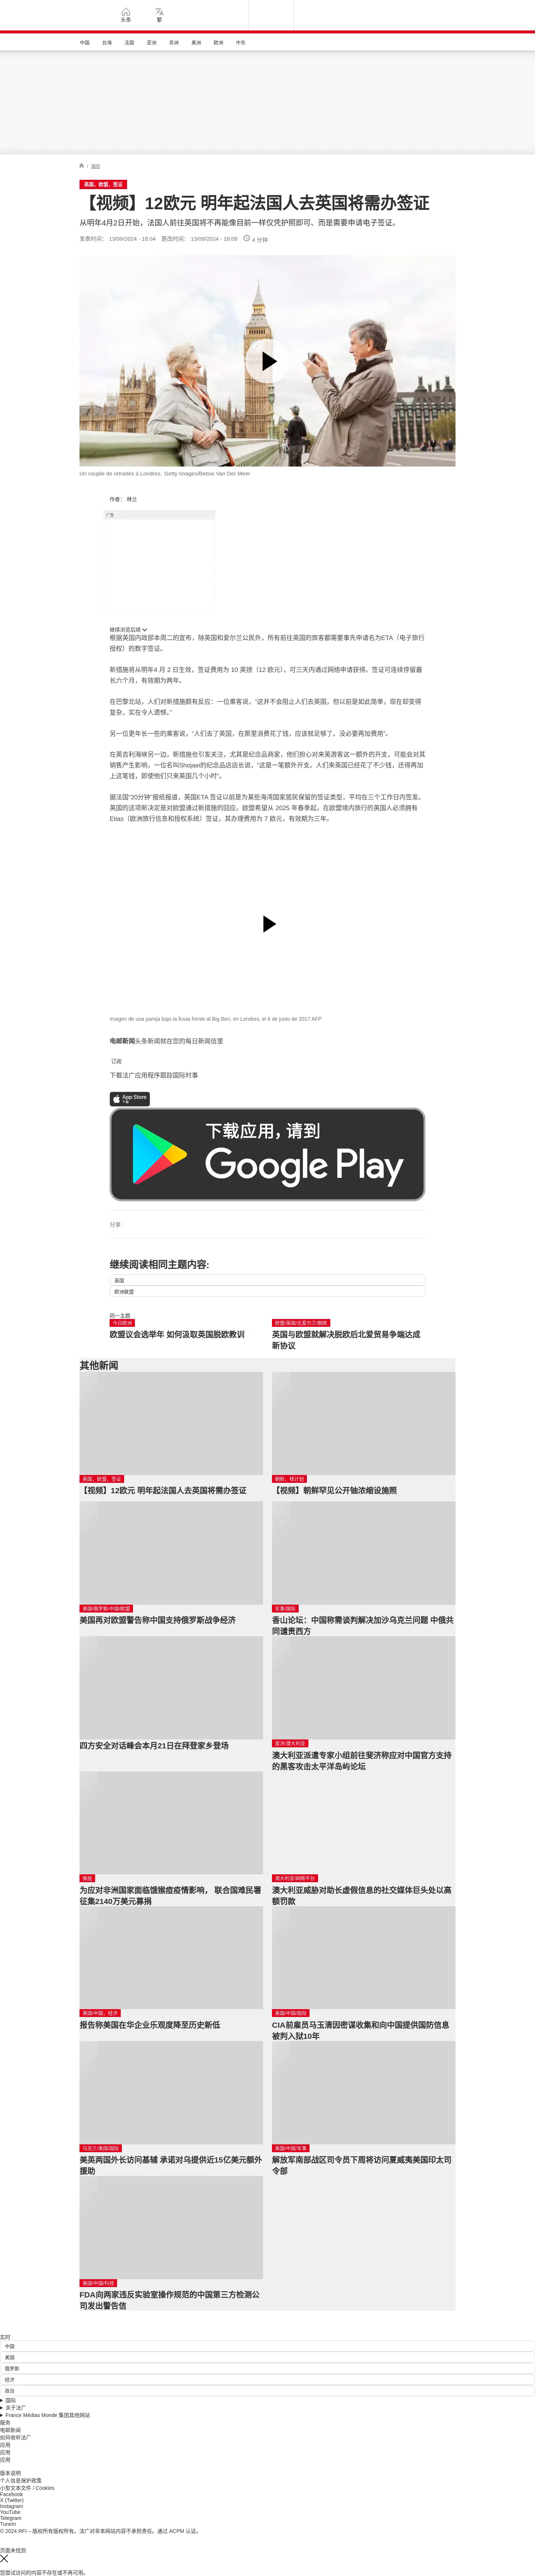 头条
繁
中国 台海 法国 亚洲 非洲 美洲 欧洲 中东
/ 国际
英国，欧盟，签证
【视频】12欧元 明年起法国人去英国将需办签证
从明年4月2日开始，法国人前往英国将不再能像目前一样仅凭护照即可、而是需要申请电子签证。
发表时间： 13/09/2024 - 18:04 更改时间： 13/09/2024 - 18:08 4 分钟
Un couple de retraités à Londres. Getty Images/Betsie Van Der Meer
作者： 林兰
广告
继续浏览后续
根据英国内政部本周二的宣布，除英国和爱尔兰公民外，所有前往英国的旅客都需要事先申请名为ETA（电子旅行
授权）的数字签证。
新措施将从明年4 月 2 日生效，签证费用为 10 英镑（12 欧元），可三天内通过网络申请获得。签证可连续停留最
长六个月，有效期为两年。
在巴黎北站，人们对新措施颇有反应：一位乘客说，“这并不会阻止人们去英国，但以前是如此简单，现在却变得
复杂，实在令人遗憾。”
另一位更年长一些的乘客说，“人们去了英国，在那里消费花了钱，应该就足够了。没必要再加费用”。
在英吉利海峡另一边，新措施也引发关注，尤其是纪念品商家，他们担心对来英游客这一额外的开支，可能会对其
销售产生影响，一位名叫Shojaei的纪念品店店长说，“这是一笔额外开支。人们来英国已经花了不少钱，还得再加
上这笔钱，即使他们只来英国几个小时”。
据法国”20分钟“报纸报道，英国ETA 签证以前是为某些海湾国家居民保留的签证类型，平均在三个工作日内签发。
英国的这项新决定是对欧盟通过新措施的回应。欧盟希望从 2025 年春季起，在欧盟境内旅行的英国人必须拥有
Etias（欧洲旅行信息和授权系统）签证，其办理费用为 7 欧元，有效期为三年。
Imagen de una pareja bajo la lluvia frente al Big Ben, en Londres, el 6 de junio de 2017 AFP
电邮新闻头条新闻就在您的每日新闻信里
订阅
下载法广应用程序跟踪国际时事
App Store
下载
下载应用，请到
Google Play
分享 :
继续阅读相同主题内容:
英国
欧洲联盟
同一主题
今日欧洲
欧盟议会选举年 如何汲取英国脱欧教训
欧盟/英国/北爱尔兰/脱欧
英国与欧盟就解决脱欧后北爱贸易争端达成
新协议
其他新闻
英国，欧盟，签证
【视频】12欧元 明年起法国人去英国将需办签证
朝鲜，核计划
【视频】朝鲜罕见公开铀浓缩设施照
美国/俄罗斯/中国/欧盟
美国再对欧盟警告称中国支持俄罗斯战争经济
军事/国际
香山论坛：中国称需谈判解决加沙乌克兰问题 中俄共
同谴责西方
四方安全对话峰会本月21日在拜登家乡登场
斐济/澳大利亚
澳大利亚派遣专家小组前往斐济称应对中国官方支持
的黑客攻击太平洋岛屿论坛
猴痘
为应对非洲国家面临饿猴痘疫情影响， 联合国难民署
征集2140万美元募捐
澳大利亚/网络平台
澳大利亚威胁对助长虚假信息的社交媒体巨头处以高
额罚款
美国/中国，经济
报告称美国在华企业乐观度降至历史新低
美国/中国/国际
CIA前雇员马玉清因密谋收集和向中国提供国防信息
被判入狱10年
乌克兰/美国/国际
美英两国外长访问基辅 承诺对乌提供近15亿美元额外
援助
美国/中国/军事
解放军南部战区司令员下周将访问夏威夷美国印太司
令部
美国/中国/科技
FDA向两家违反实验室操作规范的中国第三方检测公
司发出警告信
实时
中国
美国
俄罗斯
经济
政治
国际
关于法广
France Médias Monde 集团其他网站
服务
电邮新闻
如何收听法广
应用
应用
应用
版本说明
个人信息保护政策
小型文本文件 / Cookies
Facebook
X (Twitter)
Instagram
YouTube
Telegram
TuneIn
© 2024 RFI – 版权所有版权所有。法广对非本网站内容不承担责任。通过 ACPM 认证。
页面未找到
您尝试访问的内容不存在或不再可用。